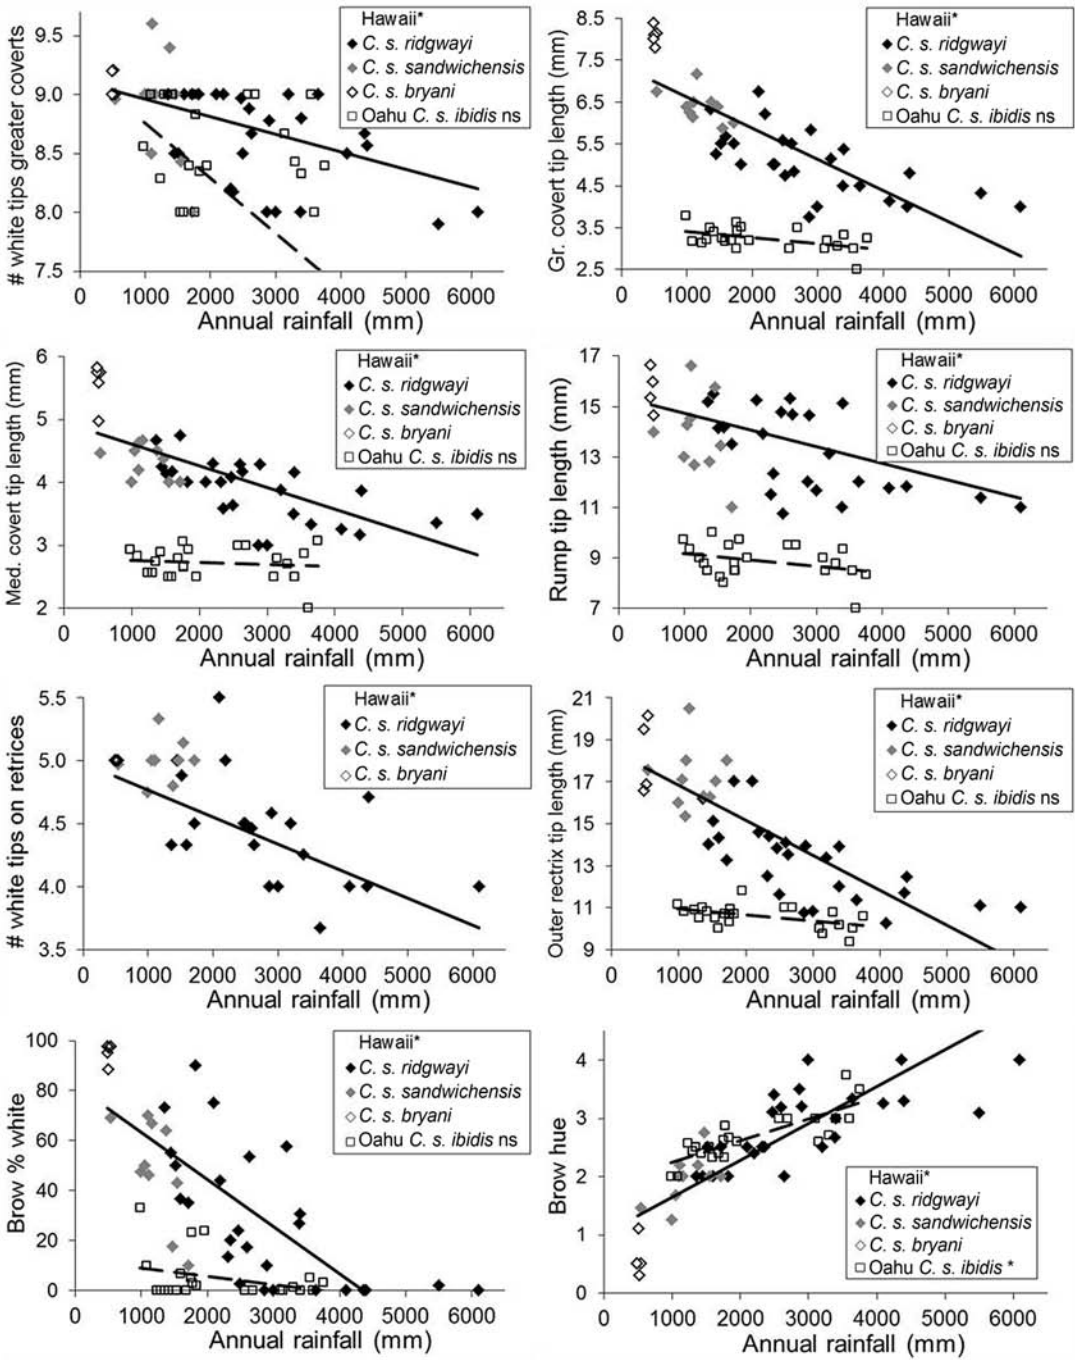 # white tips greater coverts
9.5
9.0
8.5
8.0
7.5
0 1000 2000 3000 4000 5000 6000
Annual rainfall (mm)
Hawaii*
C. s. ridgwayi
C. s. sandwichensis
C. s. bryani
Oahu C. s. ibidis ns
Gr. covert tip length (mm)
8.5
7.5
6.5
5.5
4.5
3.5
2.5
0 1000 2000 3000 4000 5000 6000
Annual rainfall (mm)
Hawaii*
C. s. ridgwayi
C. s. sandwichensis
C. s. bryani
Oahu C. s. ibidis ns
Med. covert tip length (mm)
6
5
4
3
2
0 1000 2000 3000 4000 5000 6000
Annual rainfall (mm)
Hawaii*
C. s. ridgwayi
C. s. sandwichensis
C. s. bryani
Oahu C. s. ibidis ns
Rump tip length (mm)
17
15
13
11
9
7
0 1000 2000 3000 4000 5000 6000
Annual rainfall (mm)
Hawaii*
C. s. ridgwayi
C. s. sandwichensis
C. s. bryani
Oahu C. s. ibidis ns
# white tips on retrices
5.5
5.0
4.5
4.0
3.5
0 1000 2000 3000 4000 5000 6000
Annual rainfall (mm)
Hawaii*
C. s. ridgwayi
C. s. sandwichensis
C. s. bryani
Outer rectrix tip length (mm)
21
19
17
15
13
11
9
0 1000 2000 3000 4000 5000 6000
Annual rainfall (mm)
Hawaii*
C. s. ridgwayi
C. s. sandwichensis
C. s. bryani
Oahu C. s. ibidis ns
Brow % white
100
80
60
40
20
0
0 1000 2000 3000 4000 5000 6000
Annual rainfall (mm)
Hawaii*
C. s. ridgwayi
C. s. sandwichensis
C. s. bryani
Oahu C. s. ibidis ns
Brow hue
4
3
2
1
0
0 1000 2000 3000 4000 5000 6000
Annual rainfall (mm)
Hawaii*
C. s. ridgwayi
C. s. sandwichensis
C. s. bryani
Oahu C. s. ibidis *